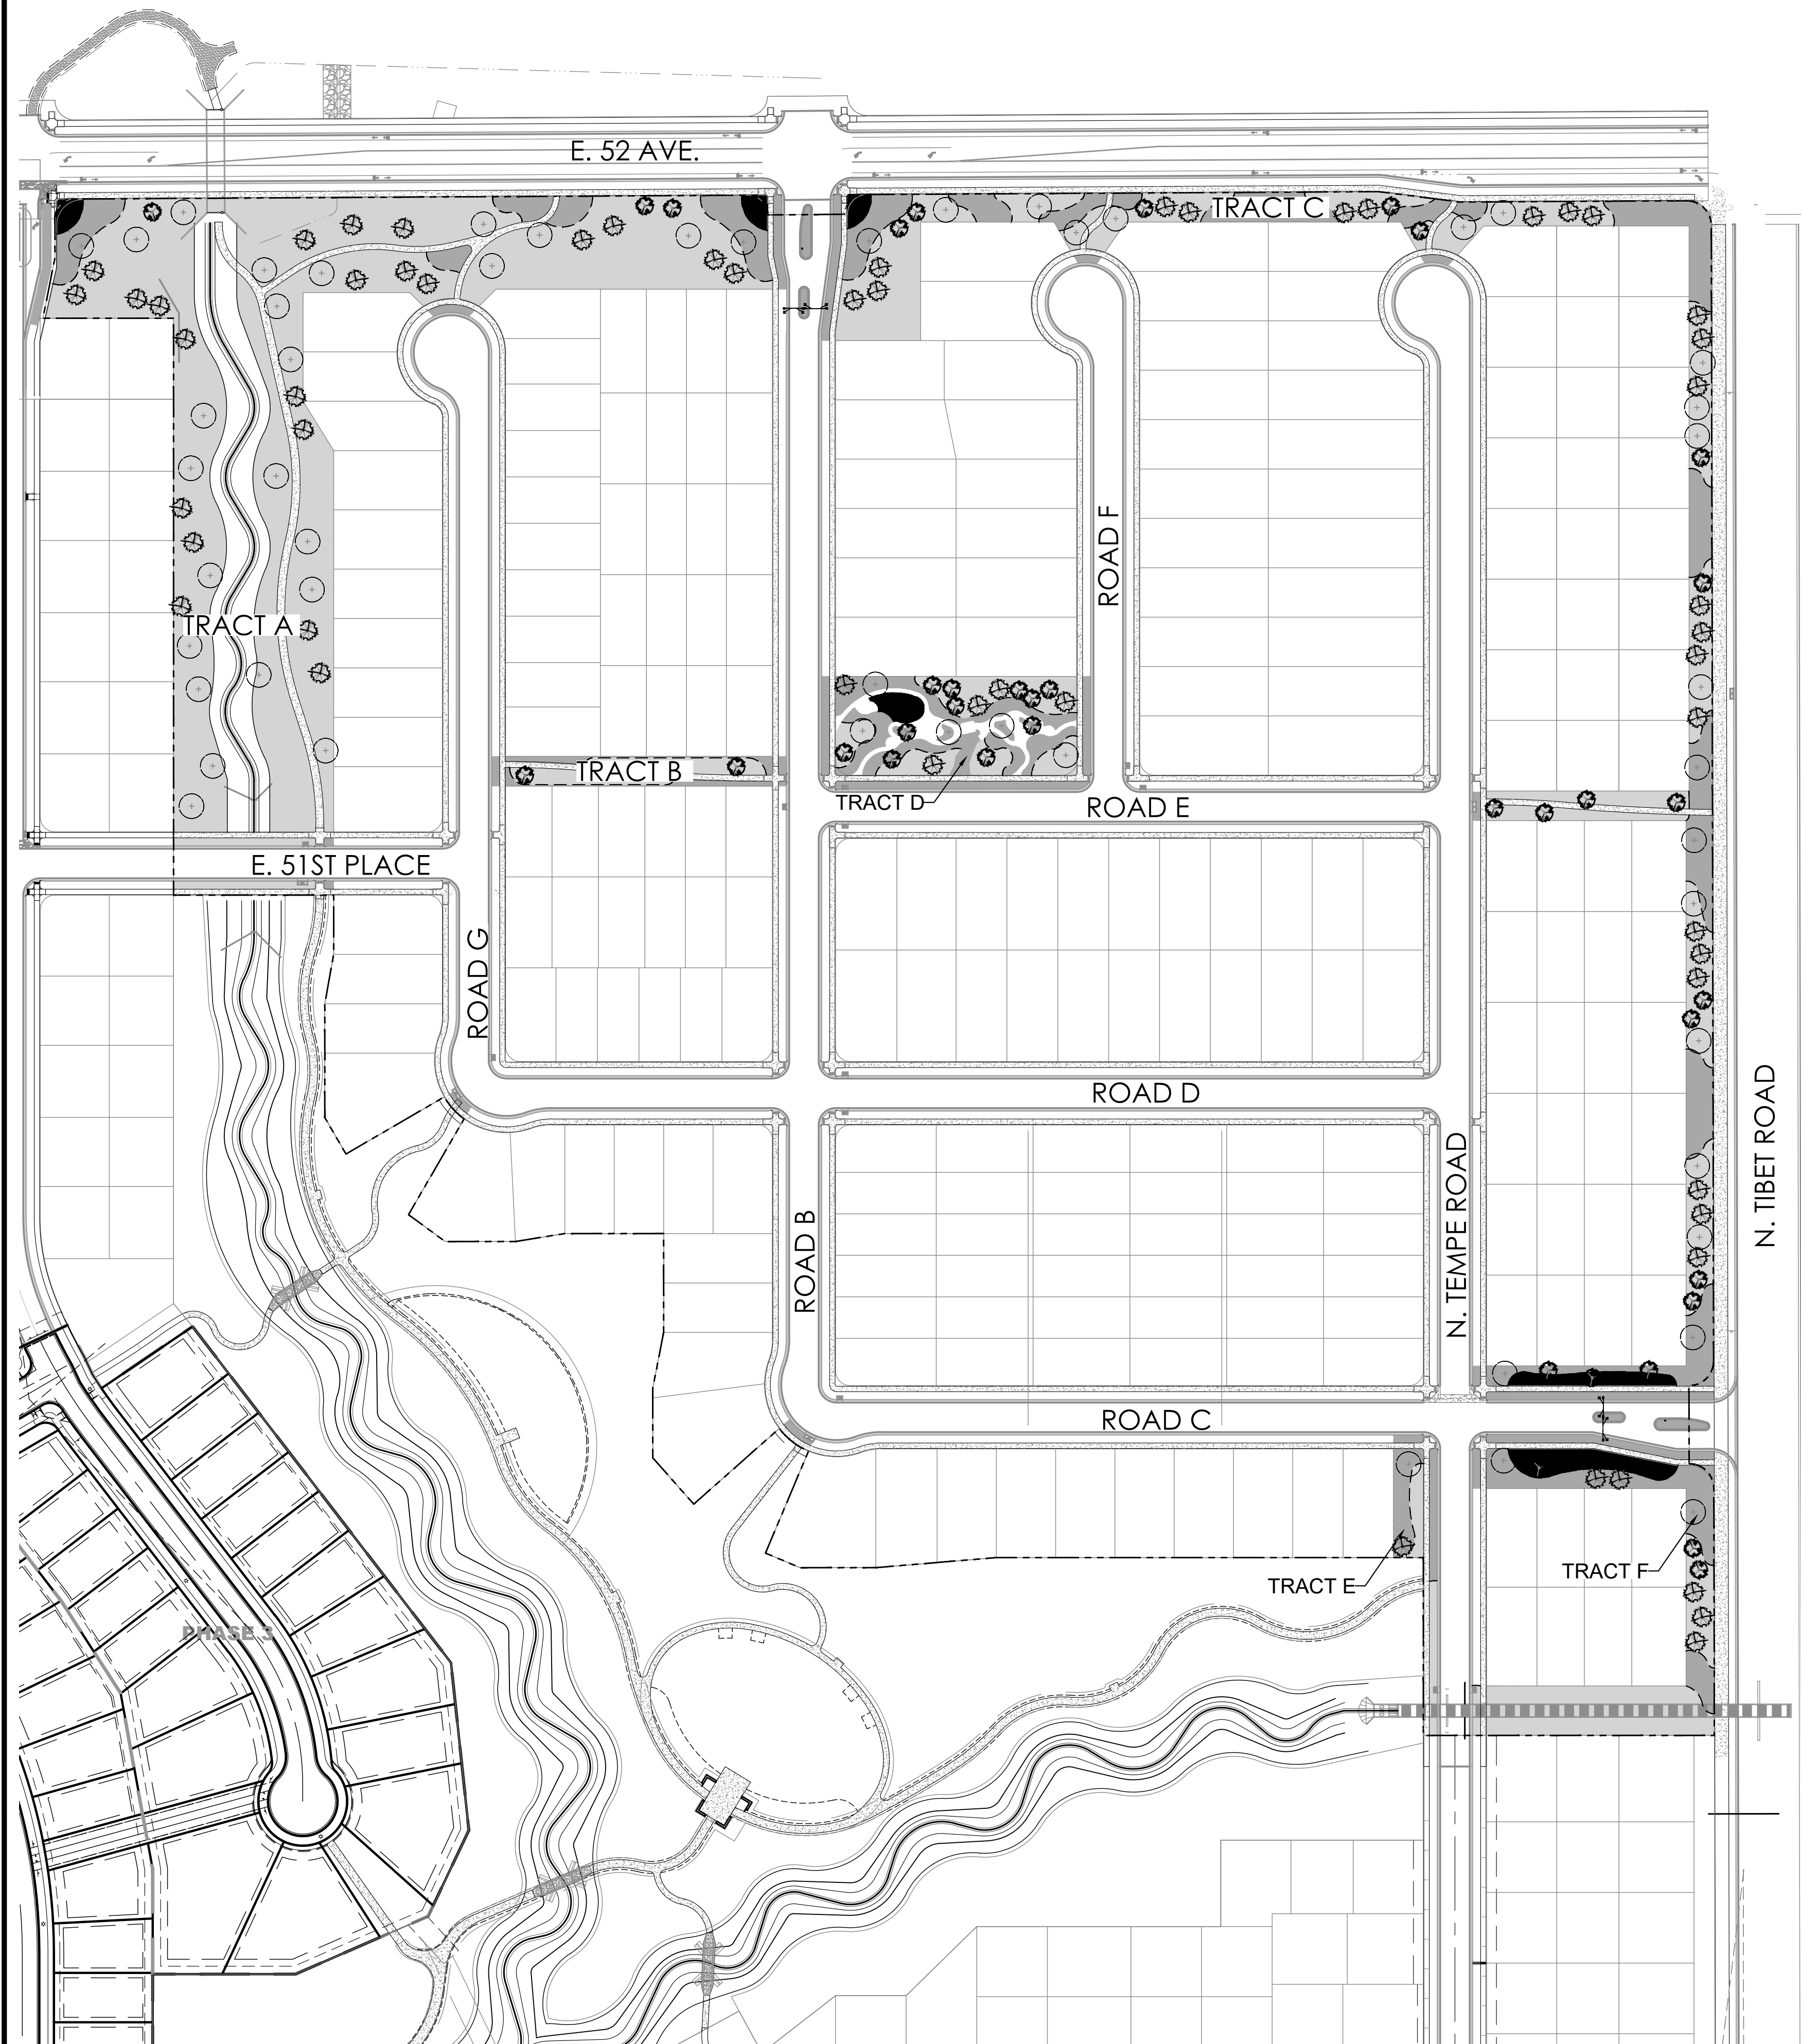 E. 52 AVE.
TRACT C
ROAD F
TRACT A
TRACT B
TRACT D
ROAD E
E. 51ST PLACE
ROAD G
ROAD D
N. TIBET ROAD
N. TEMPE ROAD
ROAD B
ROAD C
TRACT F
TRACT E
PHASE 3